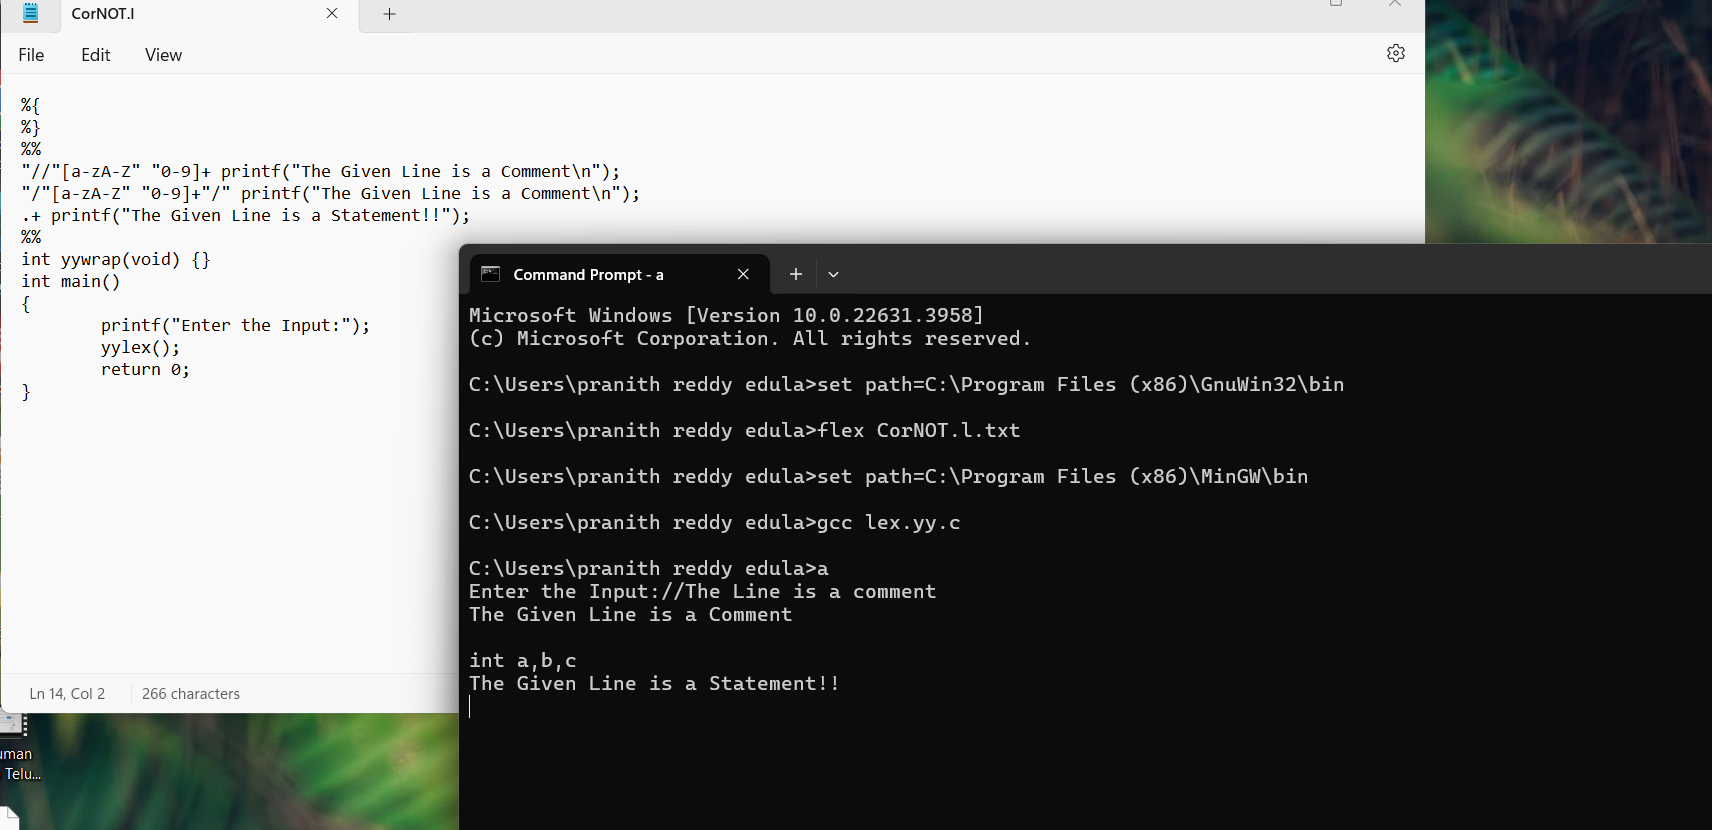 CorNOT.l
File Edit View
%{
%}
%%
"//"[a-zA-Z" "0-9]+ printf("The Given Line is a Comment\n");
"/"[a-zA-Z" "0-9]+"/" printf("The Given Line is a Comment\n");
.+ printf("The Given Line is a Statement!!");
%%
int yywrap(void) {}
int main()
{
printf("Enter the Input:");
yylex();
return 0;
}
Ln 14, Col 2 266 characters
Command Prompt - a
Microsoft Windows [Version 10.0.22631.3958]
(c) Microsoft Corporation. All rights reserved.
C:\Users\pranith reddy edula>set path=C:\Program Files (x86)\GnuWin32\bin
C:\Users\pranith reddy edula>flex CorNOT.l.txt
C:\Users\pranith reddy edula>set path=C:\Program Files (x86)\MinGW\bin
C:\Users\pranith reddy edula>gcc lex.yy.c
C:\Users\pranith reddy edula>a
Enter the Input://The Line is a comment
The Given Line is a Comment
int a,b,c
The Given Line is a Statement!!
uman
Telu...